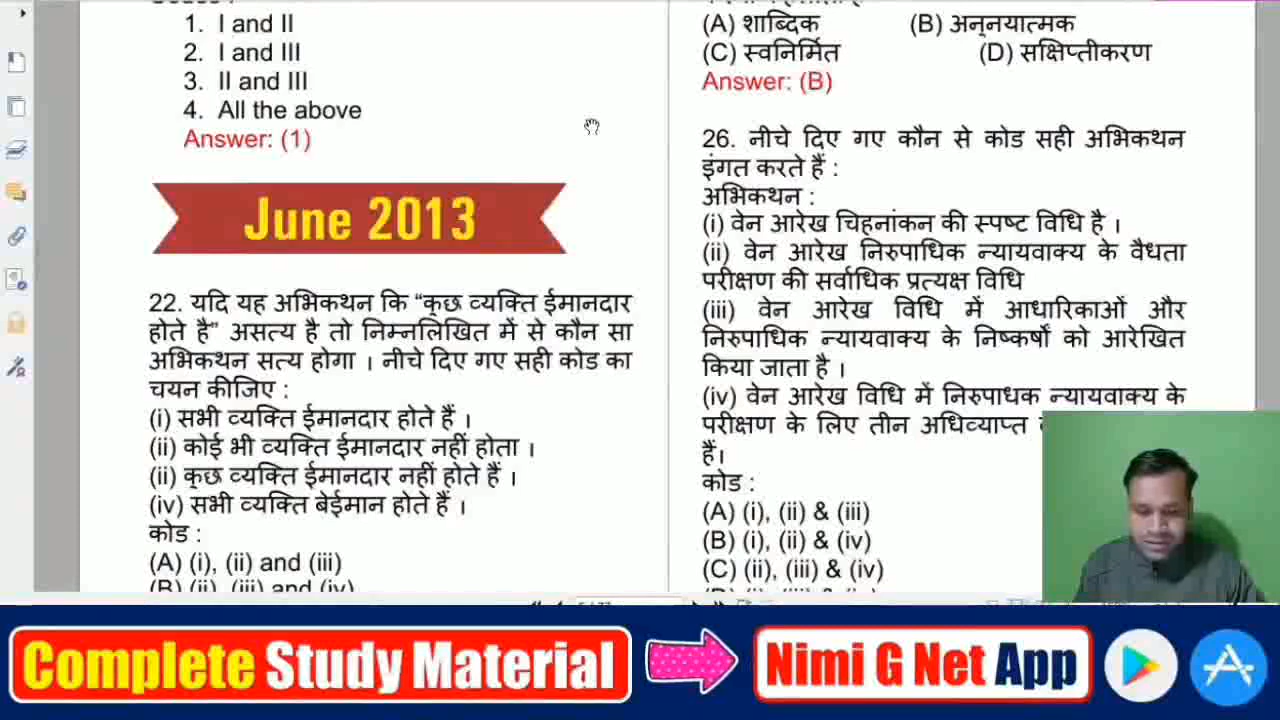 1. I and II
2. I and III
3. II and III
4. All the above
Answer: (1)
June 2013
22. यदि यह अभिकथन कि “क्छ व्यक्ति ईमानदार
होते है” असत्य है तो निम्नलिखित में से कौन सा
अभिकथन सत्य होगा । नीचे दिए गए सही कोड का
चयन कीजिए :
(i) सभी व्यक्ति ईमानदार होते हैं ।
(ii) कोई भी व्यक्ति ईमानदार नहीं होता ।
(ii) क्छ व्यक्ति ईमानदार नहीं होते हैं ।
(iv) सभी व्यक्ति बेईमान होते हैं ।
कोड :
(A) (i), (ii) and (iii)
(B) (ii), (iii) and (iv)
(A) शाब्दिक (B) अन्नयात्मक
(C) स्वनिर्मित (D) सक्षिप्तीकरण
Answer: (B)
26. नीचे दिए गए कौन से कोड सही अभिकथन
इंगत करते हैं :
अभिकथन :
(i) वेन आरेख चिहनांकन की स्पष्ट विधि है ।
(ii) वेन आरेख निरुपाधिक न्यायवाक्य के वैधता
परीक्षण की सर्वाधिक प्रत्यक्ष विधि
(iii) वेन आरेख विधि में आधारिकाओं और
निरुपाधिक न्यायवाक्य के निष्कर्षों को आरेखित
किया जाता है ।
(iv) वेन आरेख विधि में निरुपाधक न्यायवाक्य के
परीक्षण के लिए तीन अधिव्याप्त
हैं।
कोड :
(A) (i), (ii) & (iii)
(B) (i), (ii) & (iv)
(C) (ii), (iii) & (iv)
Complete Study Material
Nimi G Net App